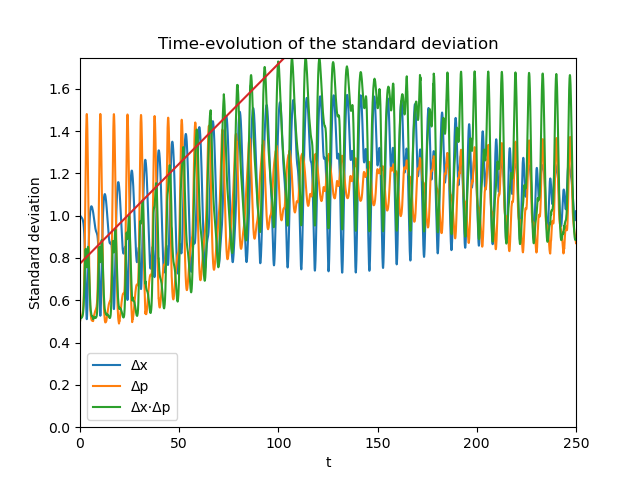 Time-evolution of the standard deviation
Standard deviation
1.6
1.4
1.2
1.0
0.8
0.6
0.4
0.2
0.0
Δx
Δp
Δx·Δp
0 50 100 150 200 250
t